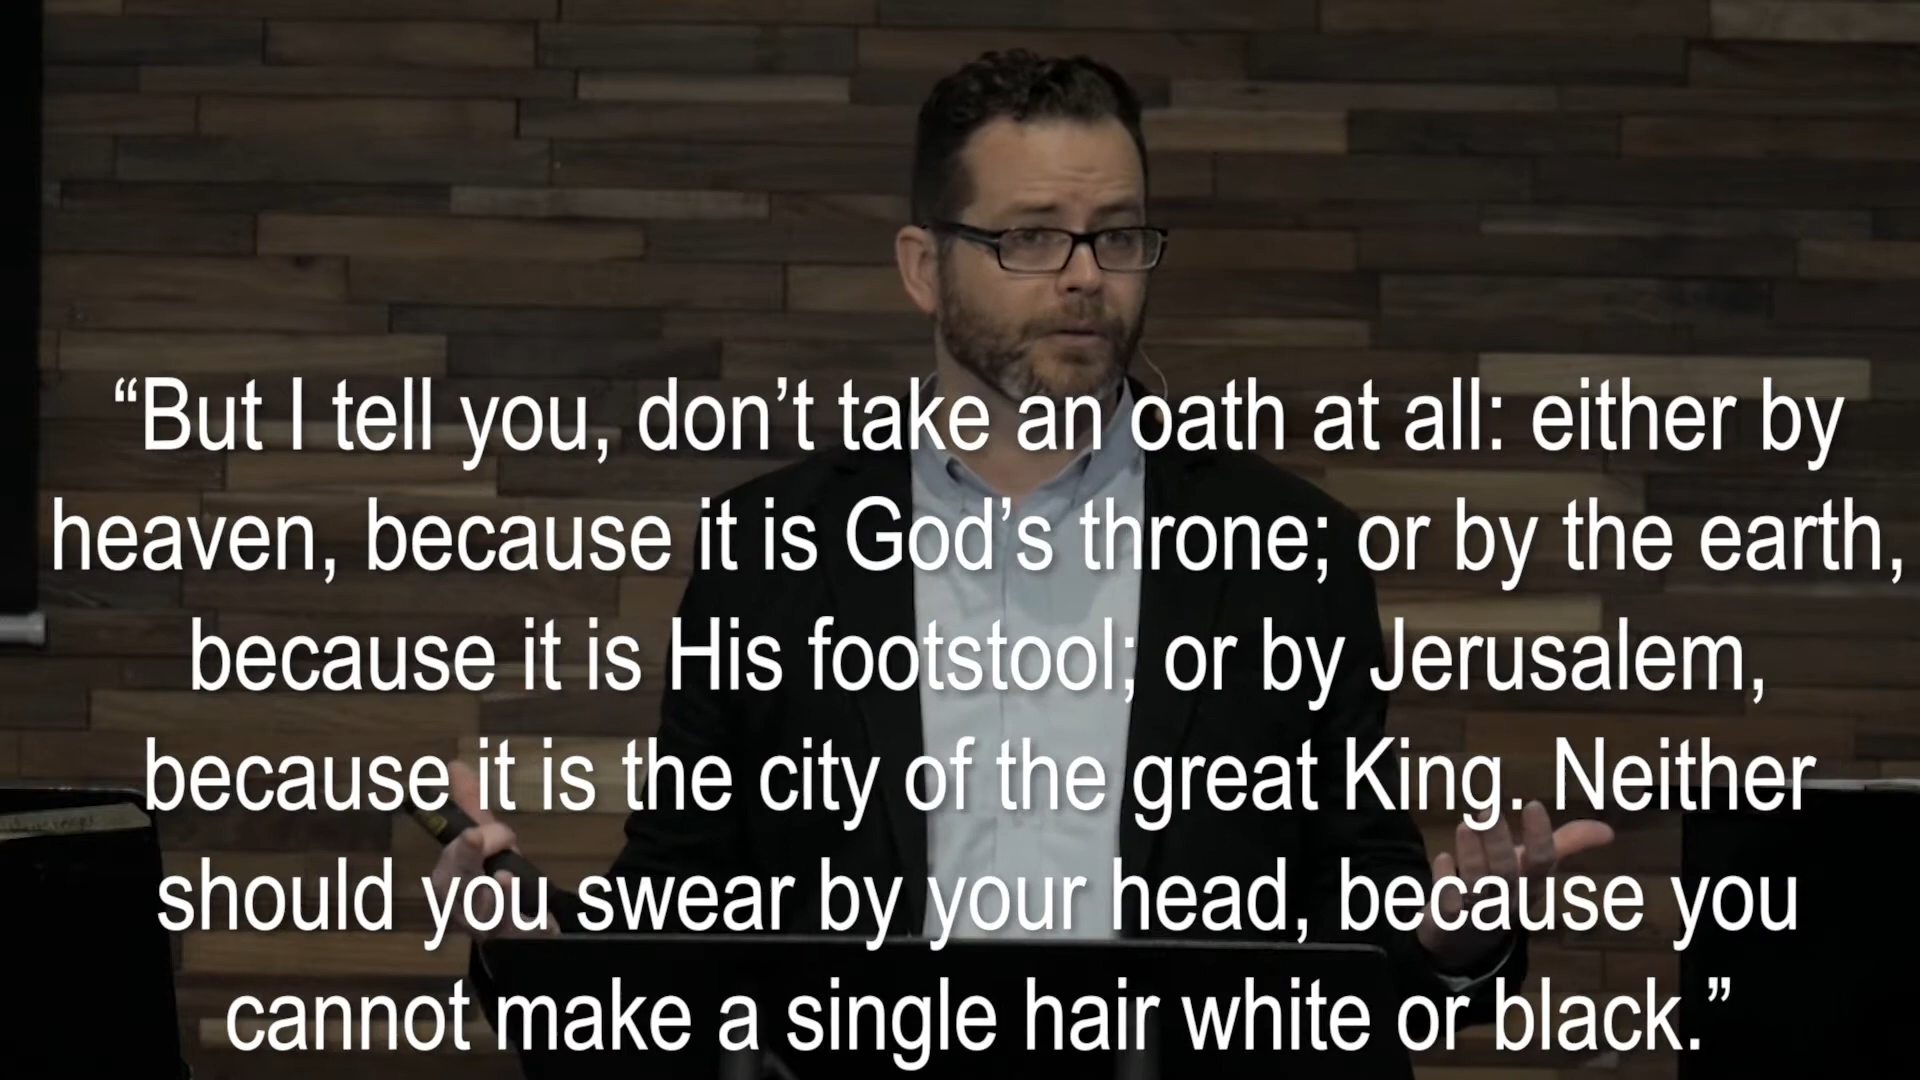 “But I tell you, don’t take an oath at all: either by
heaven, because it is God’s throne; or by the earth,
because it is His footstool; or by Jerusalem,
because it is the city of the great King. Neither
should you swear by your head, because you
cannot make a single hair white or black.”